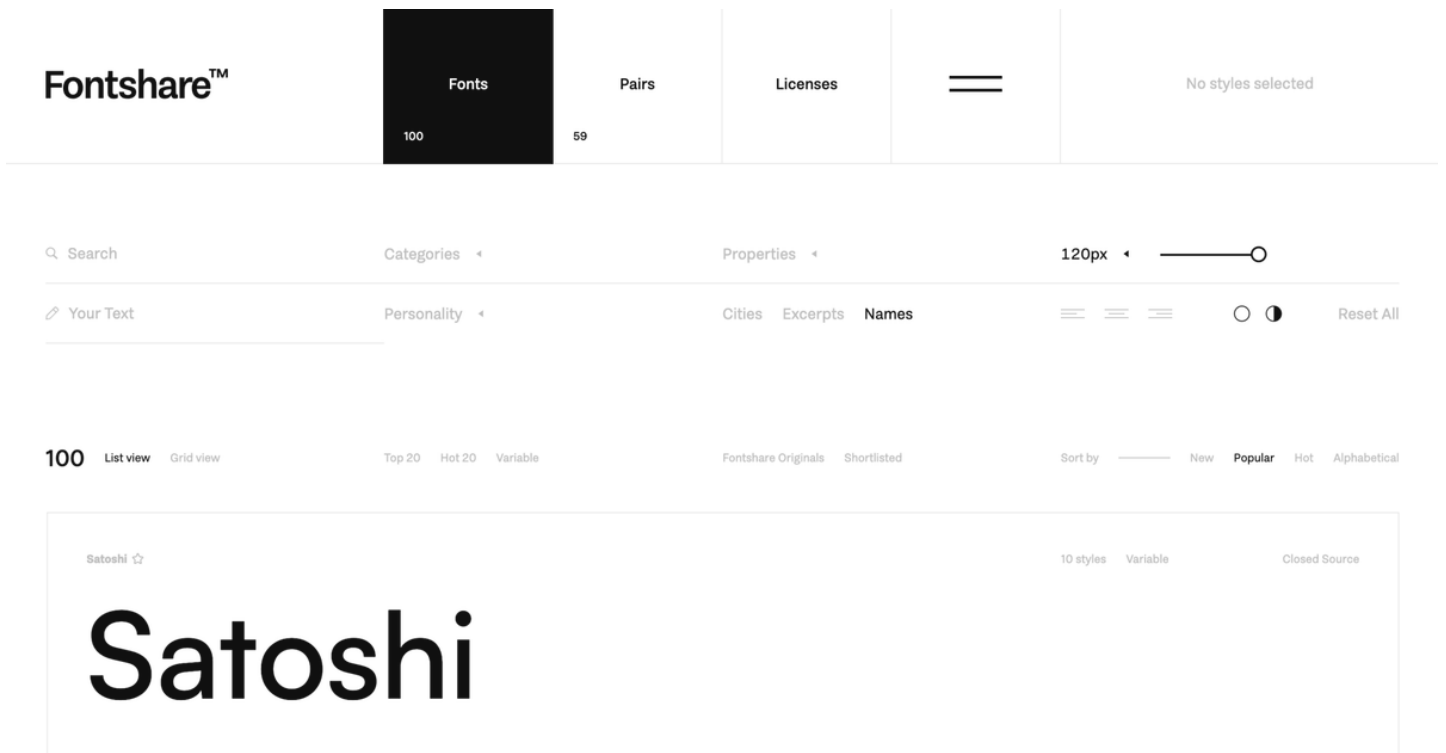 Fontshare™
Fonts
Pairs
Licenses
No styles selected
100
59
Search
Categories
Properties
120px
Your Text
Personality
Cities Excerpts Names
Reset All
100 List view Grid view
Top 20 Hot 20 Variable
Fontshare Originals Shortlisted
Sort by New Popular Hot Alphabetical
Satoshi
10 styles Variable
Closed Source
Satoshi